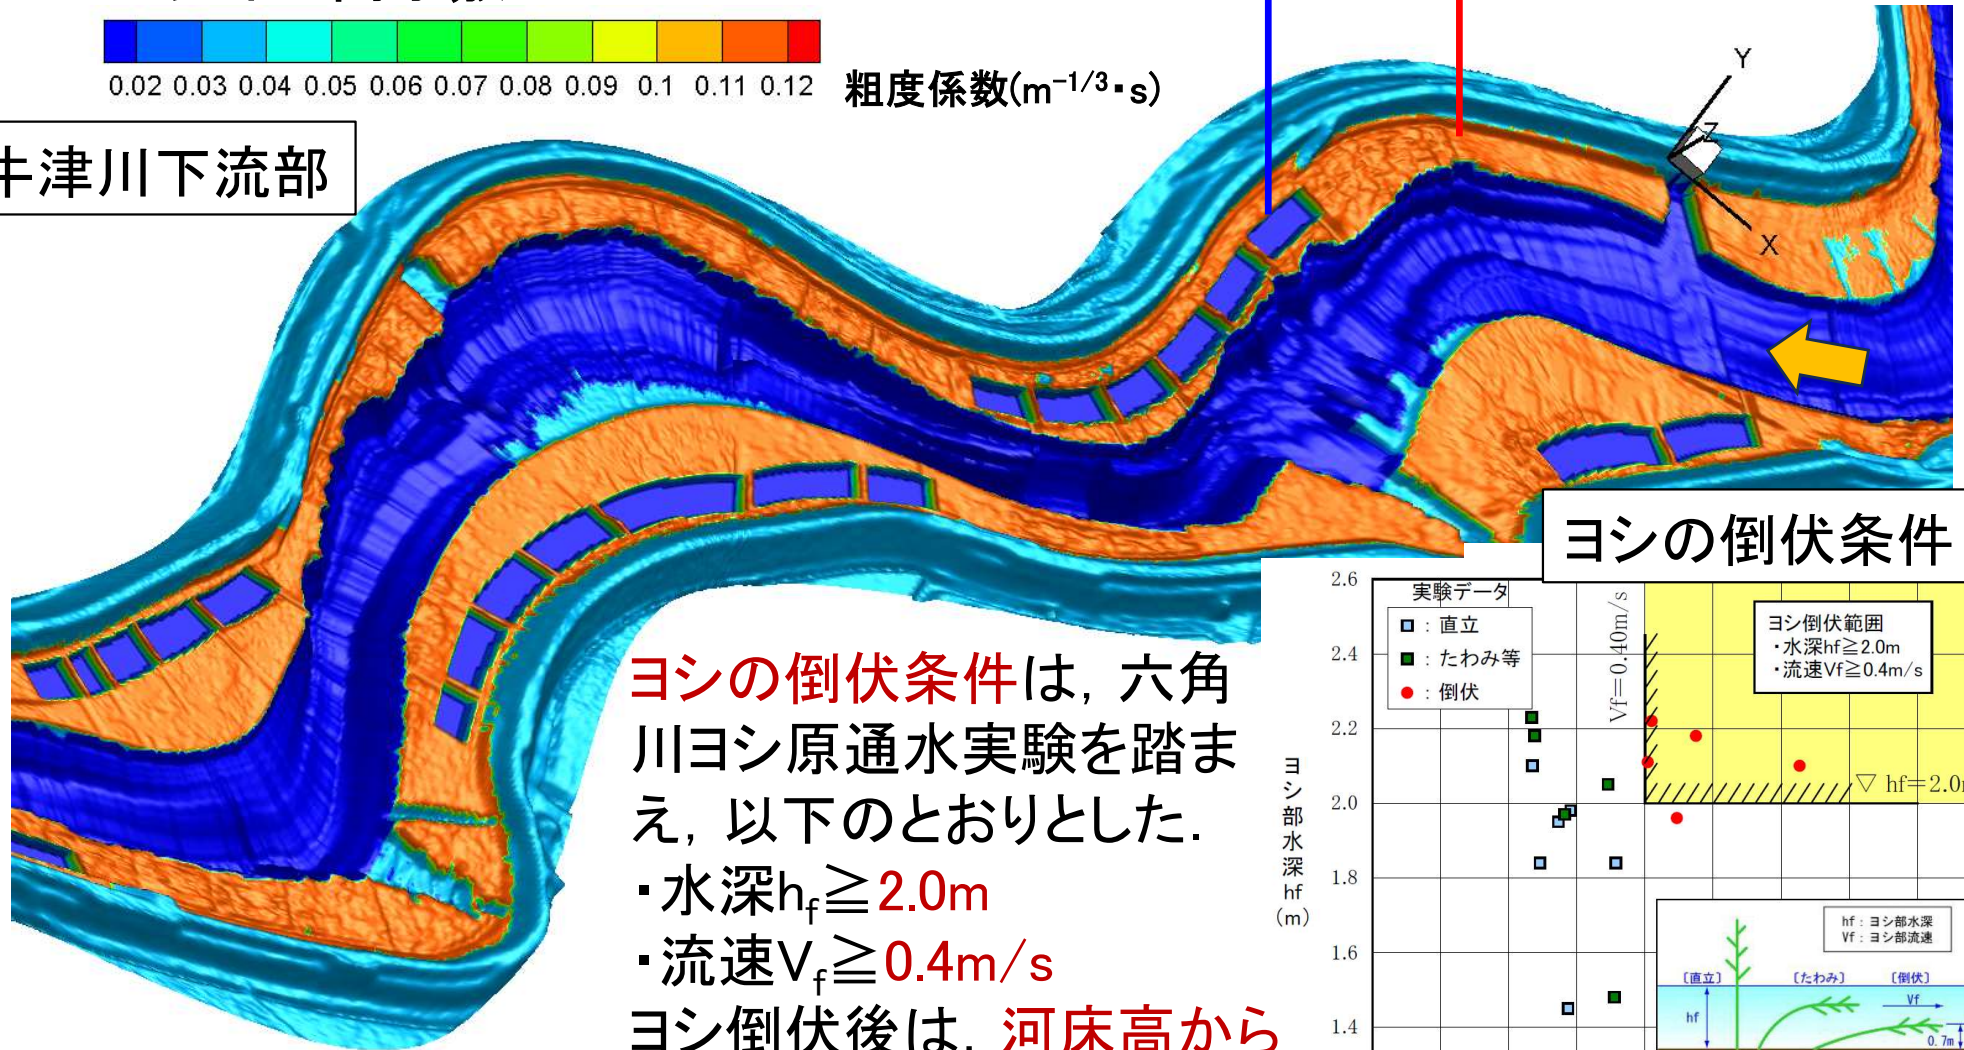 0.02 0.03 0.04 0.05 0.06 0.07 0.08 0.09 0.1 0.11 0.12
粗度係数(m⁻¹/³・s)
牛津川下流部
Y
Z
X
ヨシの倒伏条件
ヨシの倒伏条件は，六角
川ヨシ原通水実験を踏ま
え，以下のとおりとした．
・水深hf≧2.0m
・流速Vf≧0.4m/s
ヨシ倒伏後は，河床高から
2.6
2.4
2.2
2.0
1.8
1.6
1.4
ヨシ部水深hf(m)
実験データ
：直立
：たわみ等
：倒伏
Vf=0.40m/s
ヨシ倒伏範囲
・水深hf≧2.0m
・流速Vf≧0.4m/s
▽ hf=2.0m
hf：ヨシ部水深
Vf：ヨシ部流速
〔直立〕 〔たわみ〕 〔倒伏〕
Vf
hf
0.7m